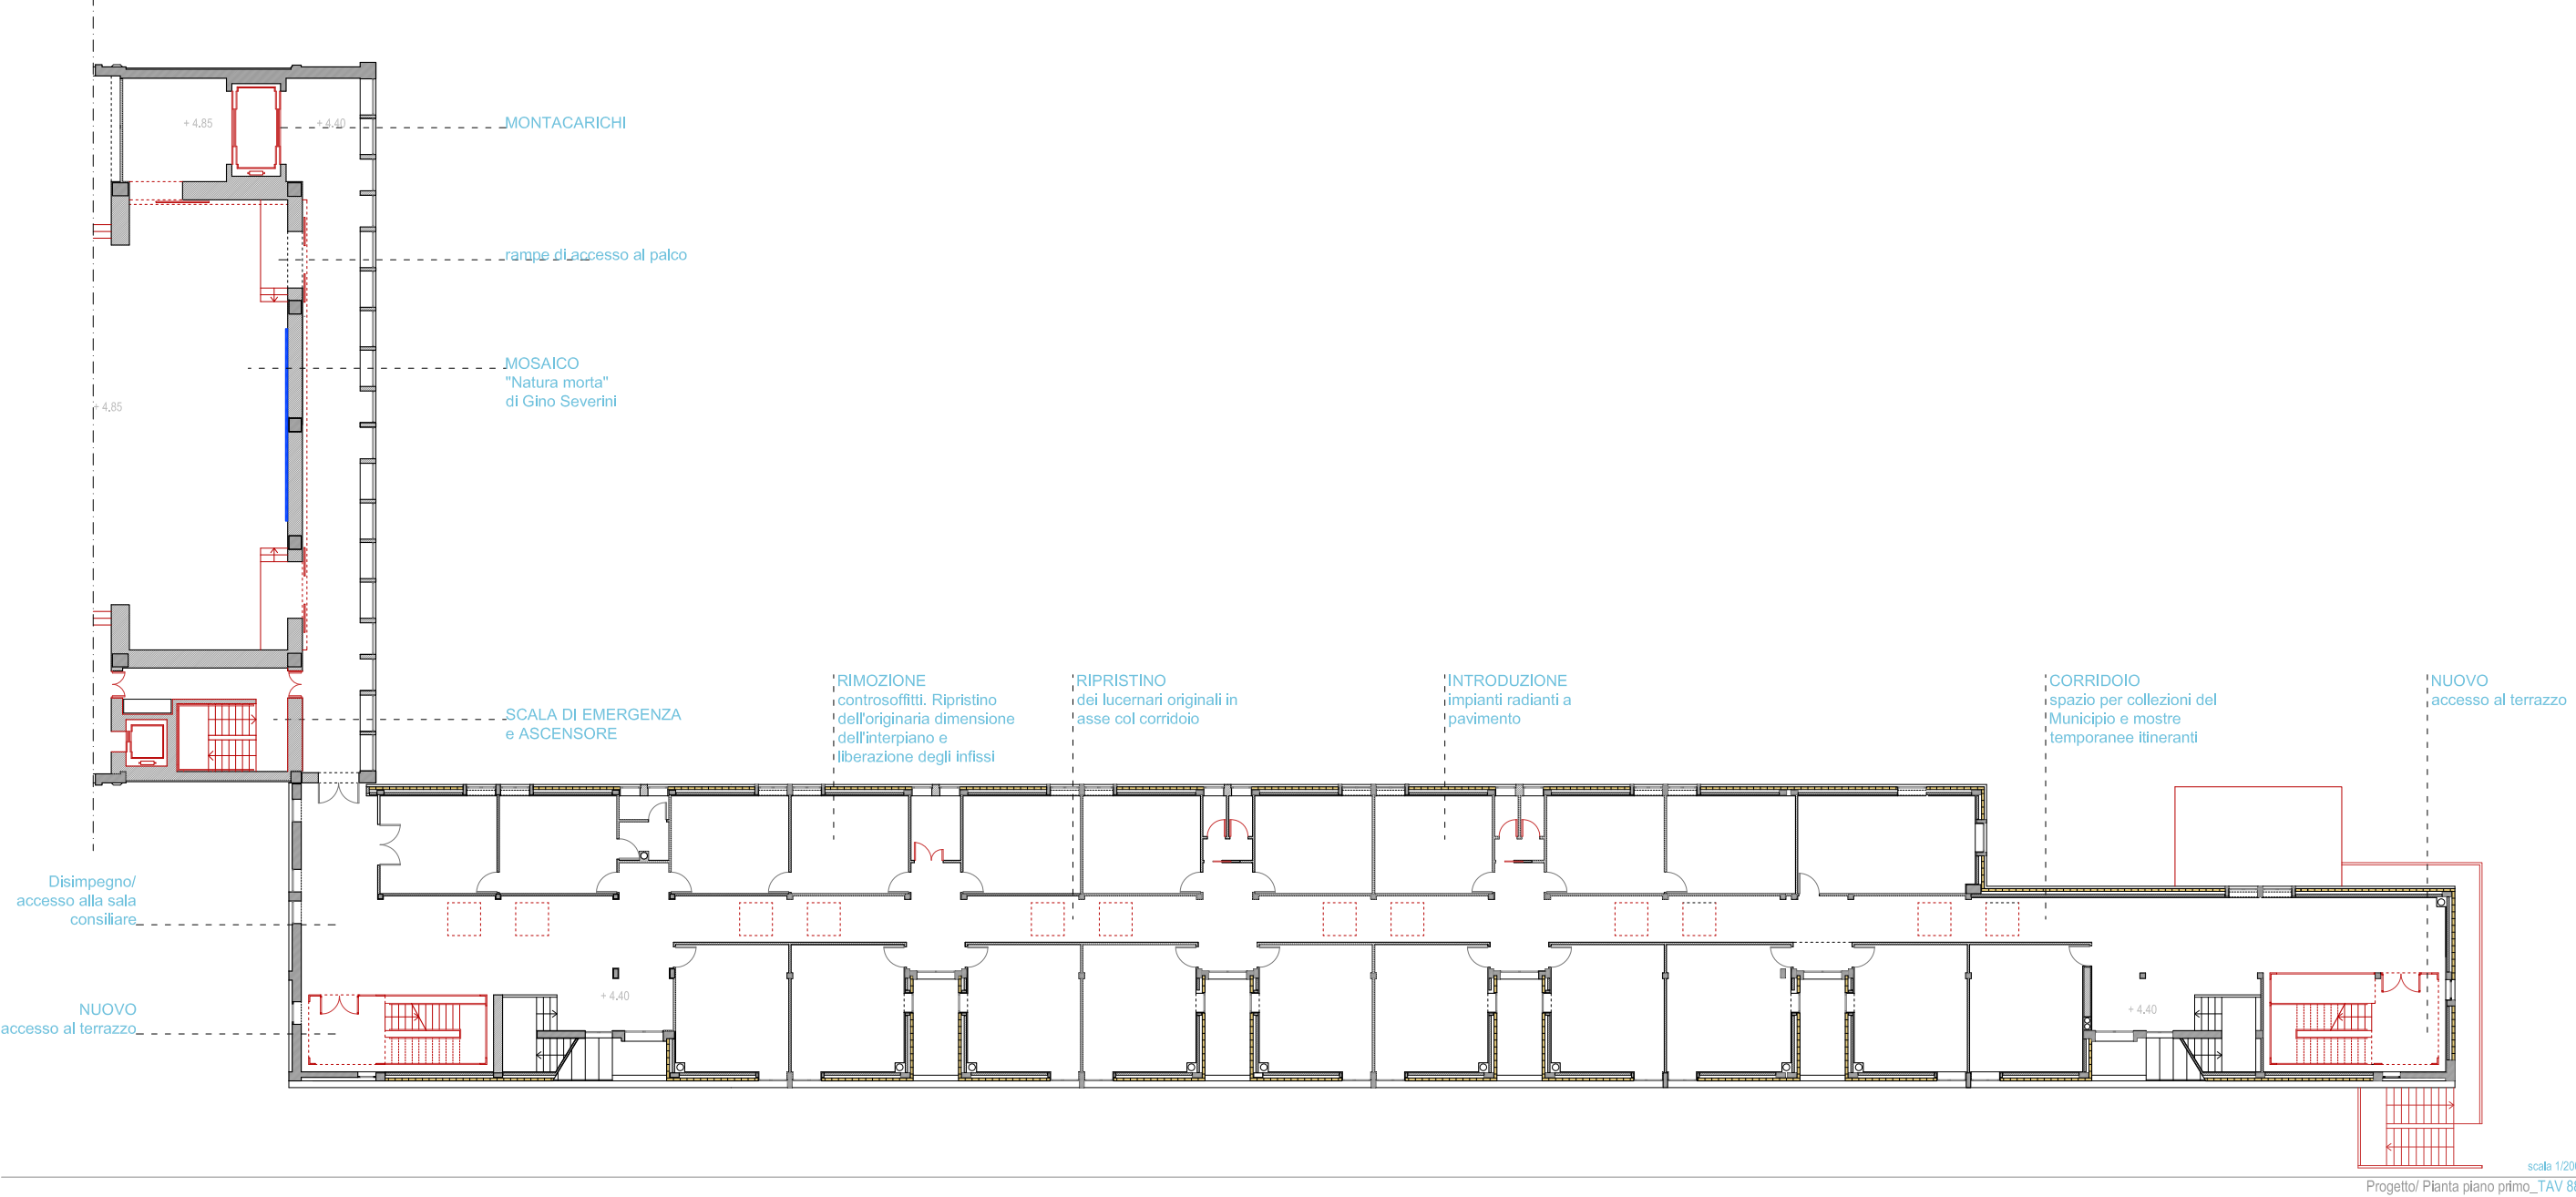 + 4.85
+ 4.40
MONTACARICHI
rampe di accesso al palco
MOSAICO
"Natura morta"
di Gino Severini
+ 4.85
SCALA DI EMERGENZA
e ASCENSORE
RIMOZIONE
controsoffitti. Ripristino
dell'originaria dimensione
dell'interpiano e
liberazione degli infissi
RIPRISTINO
dei lucernari originali in
asse col corridoio
INTRODUZIONE
impianti radianti a
pavimento
CORRIDOIO
spazio per collezioni del
Municipio e mostre
temporanee itineranti
NUOVO
accesso al terrazzo
Disimpegno/
accesso alla sala
consiliare
NUOVO
accesso al terrazzo
+ 4.40
+ 4.40
scala 1/200
Progetto/ Pianta piano primo_TAV